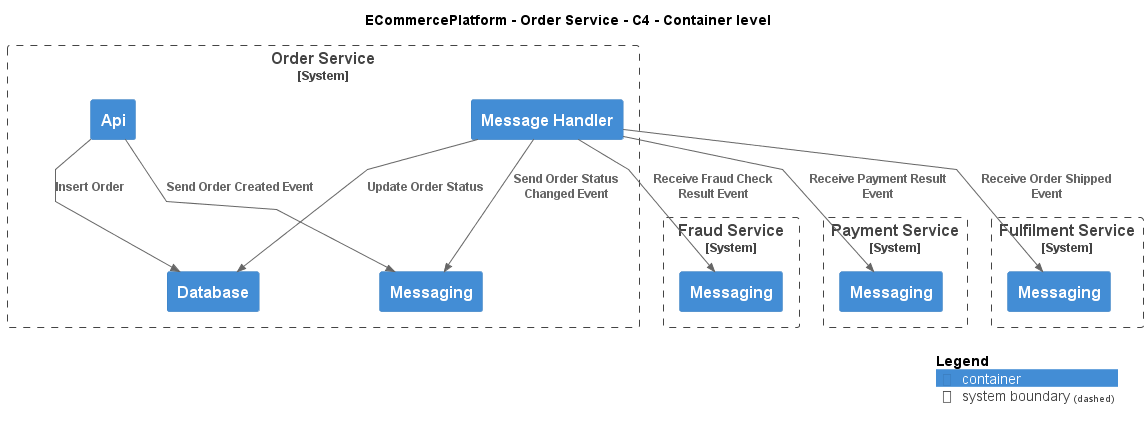 ECommercePlatform - Order Service - C4 - Container level
Order Service
[System]
Api
Message Handler
Insert Order
Send Order Created Event
Update Order Status
Send Order Status
Changed Event
Receive Fraud Check
Result Event
Receive Payment Result
Event
Receive Order Shipped
Event
Fraud Service
[System]
Payment Service
[System]
Fulfilment Service
[System]
Database
Messaging
Messaging
Messaging
Messaging
Legend
container
system boundary (dashed)